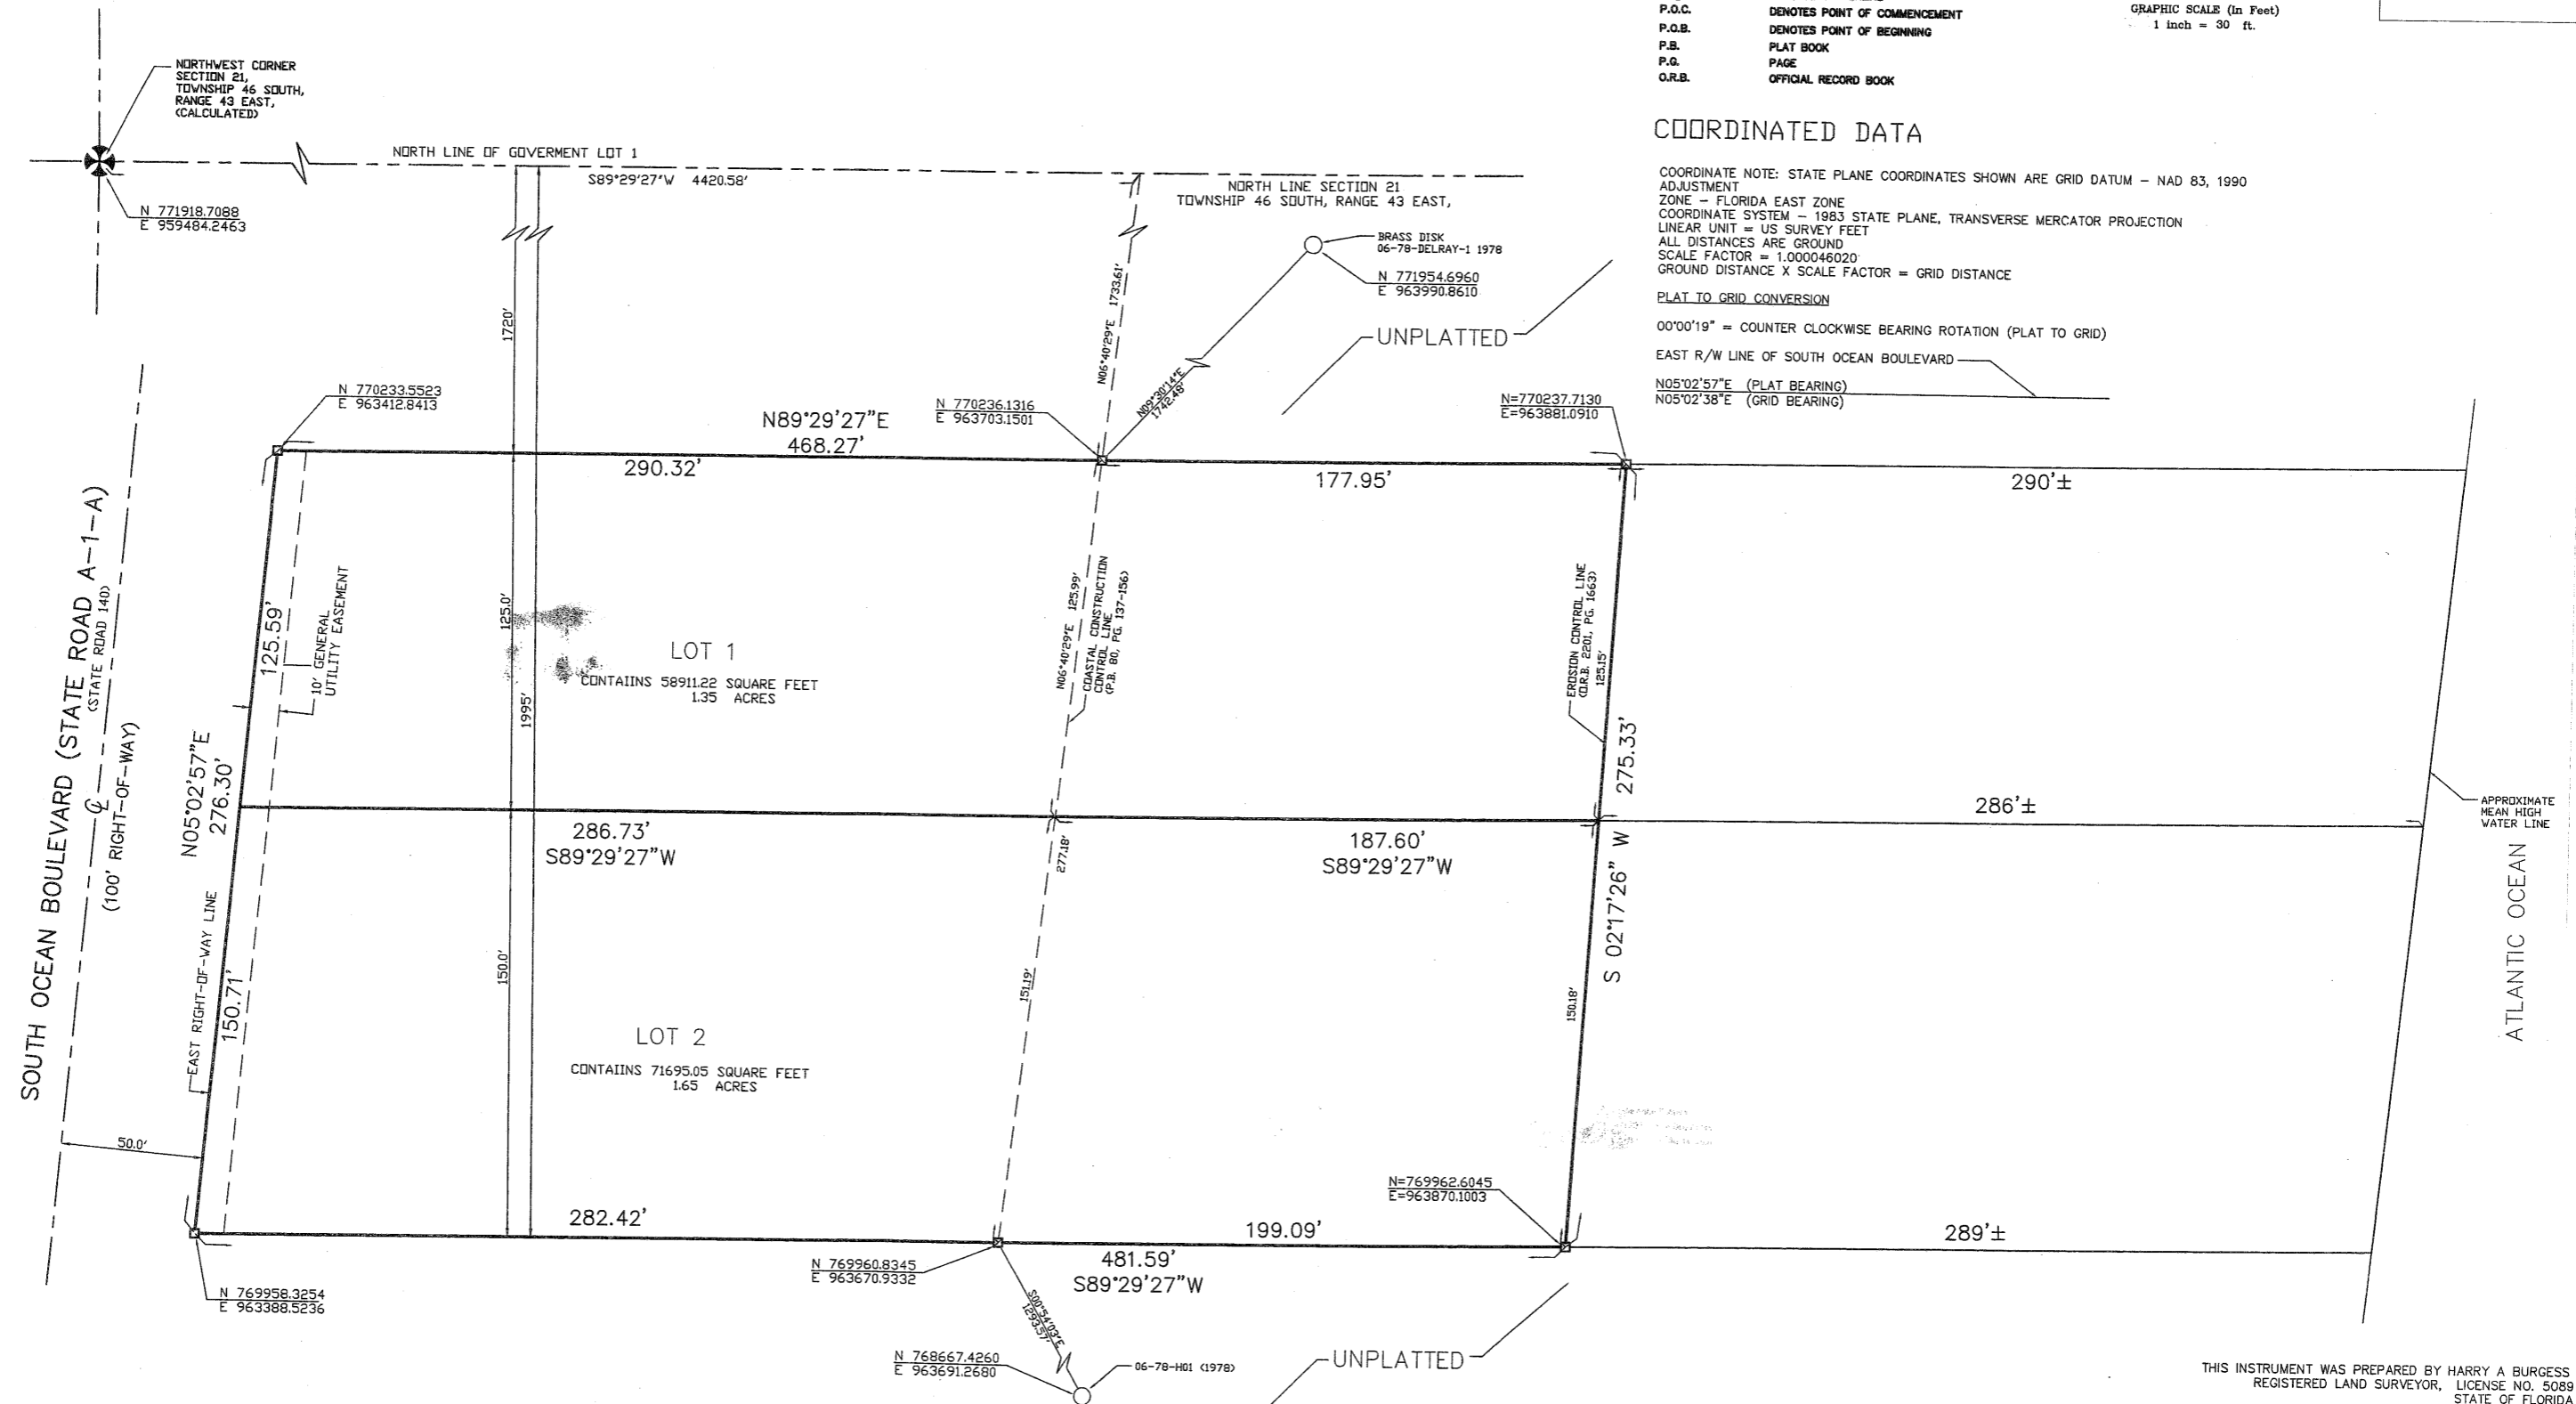 P.O.C. DENOTES POINT OF COMMENCEMENT
P.O.B. DENOTES POINT OF BEGINNING
P.B. PLAT BOOK
P.G. PAGE
O.R.B. OFFICIAL RECORD BOOK
GRAPHIC SCALE (In Feet)
1 inch = 30 ft.
NORTHWEST CORNER
SECTION 21,
TOWNSHIP 46 SOUTH,
RANGE 43 EAST,
(CALCULATED)
N 771918.7088
E 959484.2463
NORTH LINE OF GOVERMENT LOT 1
S89°29'27"W 4420.58'
NORTH LINE SECTION 21
TOWNSHIP 46 SOUTH, RANGE 43 EAST,
BRASS DISK
06-78-DELRAY-1 1978
N 771954.6960
E 963990.8610
UNPLATTED
COORDINATED DATA
COORDINATE NOTE: STATE PLANE COORDINATES SHOWN ARE GRID DATUM - NAD 83, 1990
ADJUSTMENT
ZONE - FLORIDA EAST ZONE
COORDINATE SYSTEM - 1983 STATE PLANE, TRANSVERSE MERCATOR PROJECTION
LINEAR UNIT = US SURVEY FEET
ALL DISTANCES ARE GROUND
SCALE FACTOR = 1.000046020
GROUND DISTANCE X SCALE FACTOR = GRID DISTANCE
PLAT TO GRID CONVERSION
00°00'19" = COUNTER CLOCKWISE BEARING ROTATION (PLAT TO GRID)
EAST R/W LINE OF SOUTH OCEAN BOULEVARD
N05°02'57"E (PLAT BEARING)
N05°02'38"E (GRID BEARING)
1720'
N06°40'29"E 1733.61'
N09°30'14"E
1742.48'
N 770233.5523
E 963412.8413
N89°29'27"E
468.27'
290.32'
N 770236.1316
E 963703.1501
177.95'
N=770237.7130
E=963881.0910
290'±
SOUTH OCEAN BOULEVARD (STATE ROAD A-1-A)
(STATE ROAD 140)
℄
(100' RIGHT-OF-WAY)
125.59'
10' GENERAL
UTILITY EASEMENT
125.0'
1995'
LOT 1
CONTAIINS 58911.22 SQUARE FEET
1.35 ACRES
N06°40'29"E 125.99'
COASTAL CONSTRUCTION
CONTROL LINE
(P.B. 80, PG. 137-156)
EROSION CONTROL LINE
(O.R.B. 2201, PG. 1663)
125.15'
275.33'
N05°02'57"E
276.30'
286.73'
S89°29'27"W
277.18'
187.60'
S89°29'27"W
286'±
S 02°17'26" W
APPROXIMATE
MEAN HIGH
WATER LINE
ATLANTIC OCEAN
EAST RIGHT-OF-WAY LINE
150.71'
150.0'
151.19'
150.18'
LOT 2
CONTAIINS 71695.05 SQUARE FEET
1.65 ACRES
50.0'
282.42'
N 769960.8345
E 963670.9332
199.09'
481.59'
S89°29'27"W
N=769962.6045
E=963870.1003
289'±
N 769958.3254
E 963388.5236
S00°54'03"E
1293.57'
N 768667.4260
E 963691.2680
06-78-H01 (1978)
UNPLATTED
THIS INSTRUMENT WAS PREPARED BY HARRY A BURGESS
REGISTERED LAND SURVEYOR, LICENSE NO. 5089
STATE OF FLORIDA